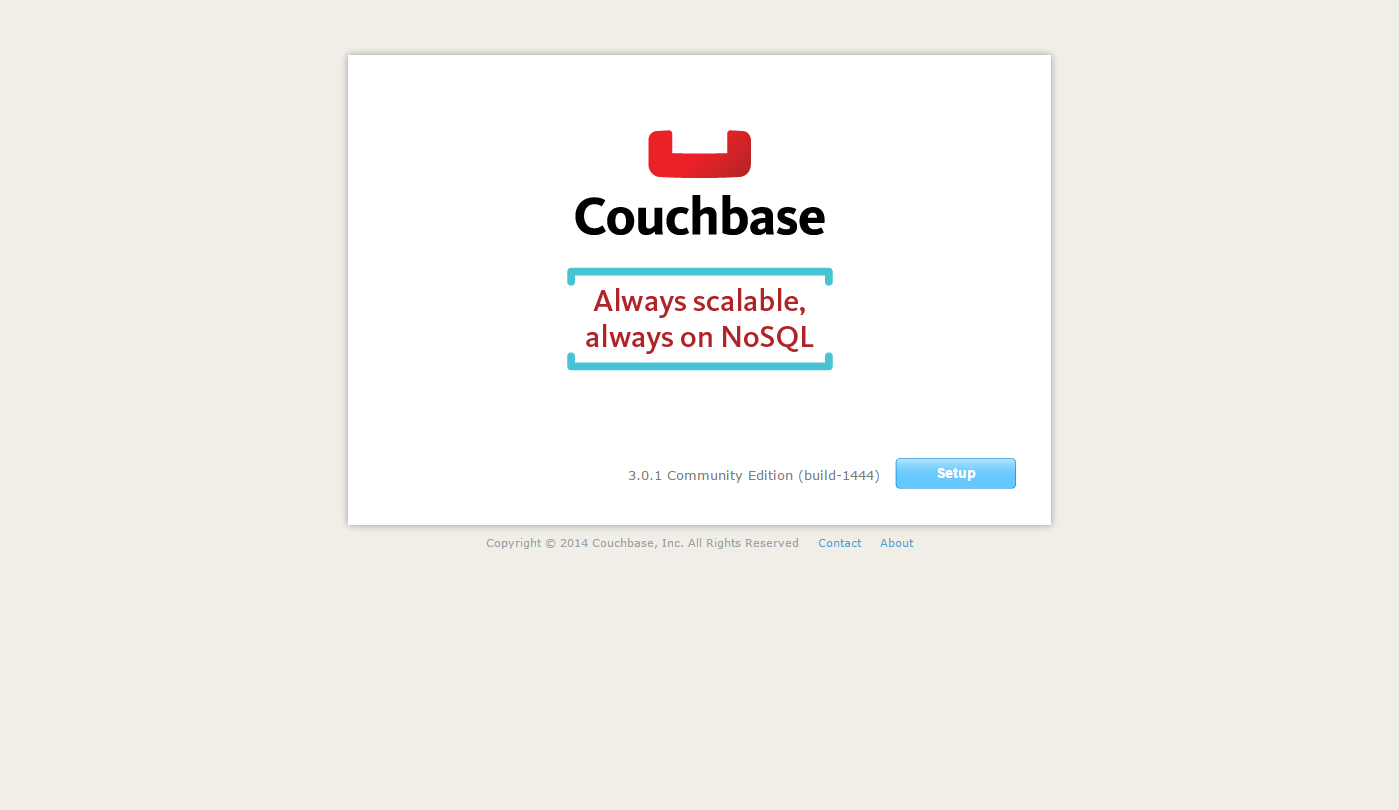 Couchbase
Always scalable,
always on NoSQL
3.0.1 Community Edition (build-1444)
Setup
Copyright © 2014 Couchbase, Inc. All Rights Reserved Contact About